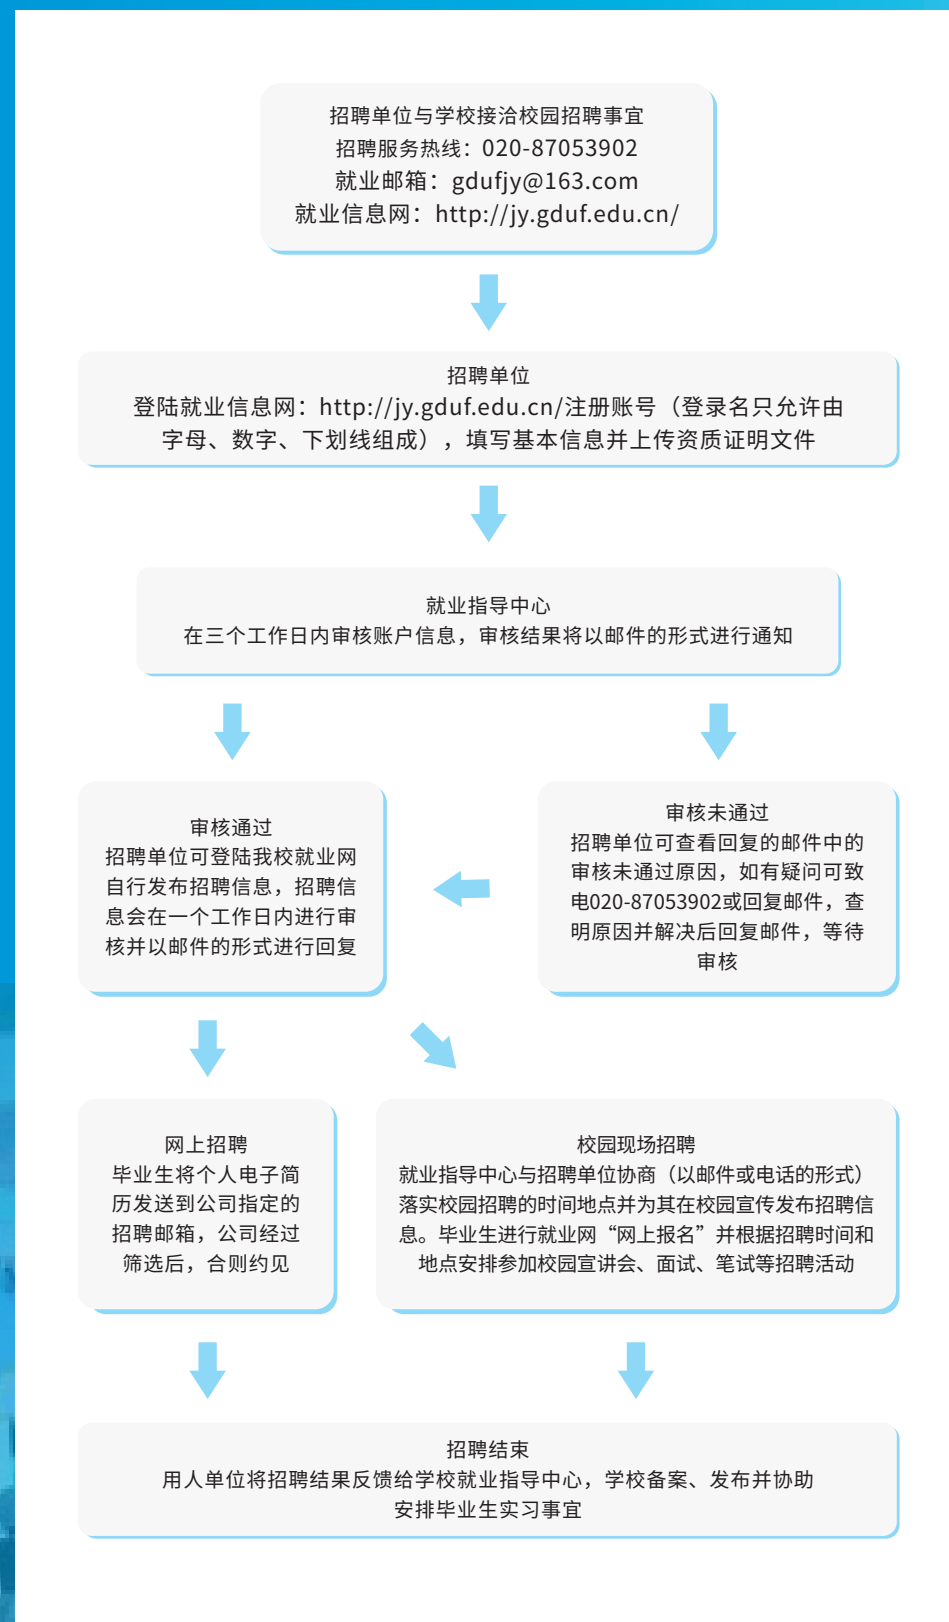 招聘单位与学校接洽校园招聘事宜
招聘服务热线：020-87053902
就业邮箱：gdufjy@163.com
就业信息网：http://jy.gduf.edu.cn/
招聘单位
登陆就业信息网：http://jy.gduf.edu.cn/注册账号（登录名只允许由
字母、数字、下划线组成），填写基本信息并上传资质证明文件
就业指导中心
在三个工作日内审核账户信息，审核结果将以邮件的形式进行通知
审核通过
招聘单位可登陆我校就业网
自行发布招聘信息，招聘信
息会在一个工作日内进行审
核并以邮件的形式进行回复
审核未通过
招聘单位可查看回复的邮件中的
审核未通过原因，如有疑问可致
电020-87053902或回复邮件，查
明原因并解决后回复邮件，等待
审核
网上招聘
毕业生将个人电子简
历发送到公司指定的
招聘邮箱，公司经过
筛选后，合则约见
校园现场招聘
就业指导中心与招聘单位协商（以邮件或电话的形式）
落实校园招聘的时间地点并为其在校园宣传发布招聘信
息。毕业生进行就业网“网上报名”并根据招聘时间和
地点安排参加校园宣讲会、面试、笔试等招聘活动
招聘结束
用人单位将招聘结果反馈给学校就业指导中心，学校备案、发布并协助
安排毕业生实习事宜